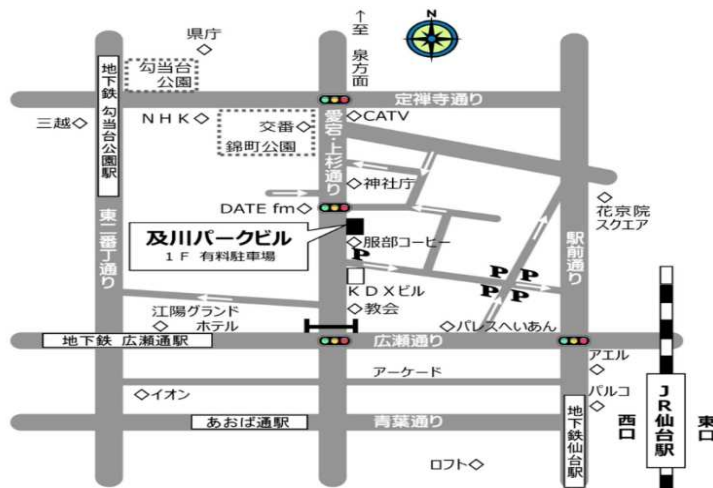 ↑至 泉方面
N
県庁
勾当台
公園
地下鉄 勾当台公園駅
定禅寺通り
三越
NHK
交番
錦町公園
愛宕・上杉通り
CATV
神社庁
DATE fm
花京院
スクエア
及川パークビル
1F 有料駐車場
服部コーヒー
P
P P
P P
東二番丁通り
駅前通り
KDXビル
教会
江陽グランド
ホテル
パレスへいあん
地下鉄 広瀬通駅
広瀬通り
アエル
アーケード
パルコ
イオン
あおば通駅
青葉通り
地下鉄仙台駅
西口
JR仙台駅
東口
ロフト